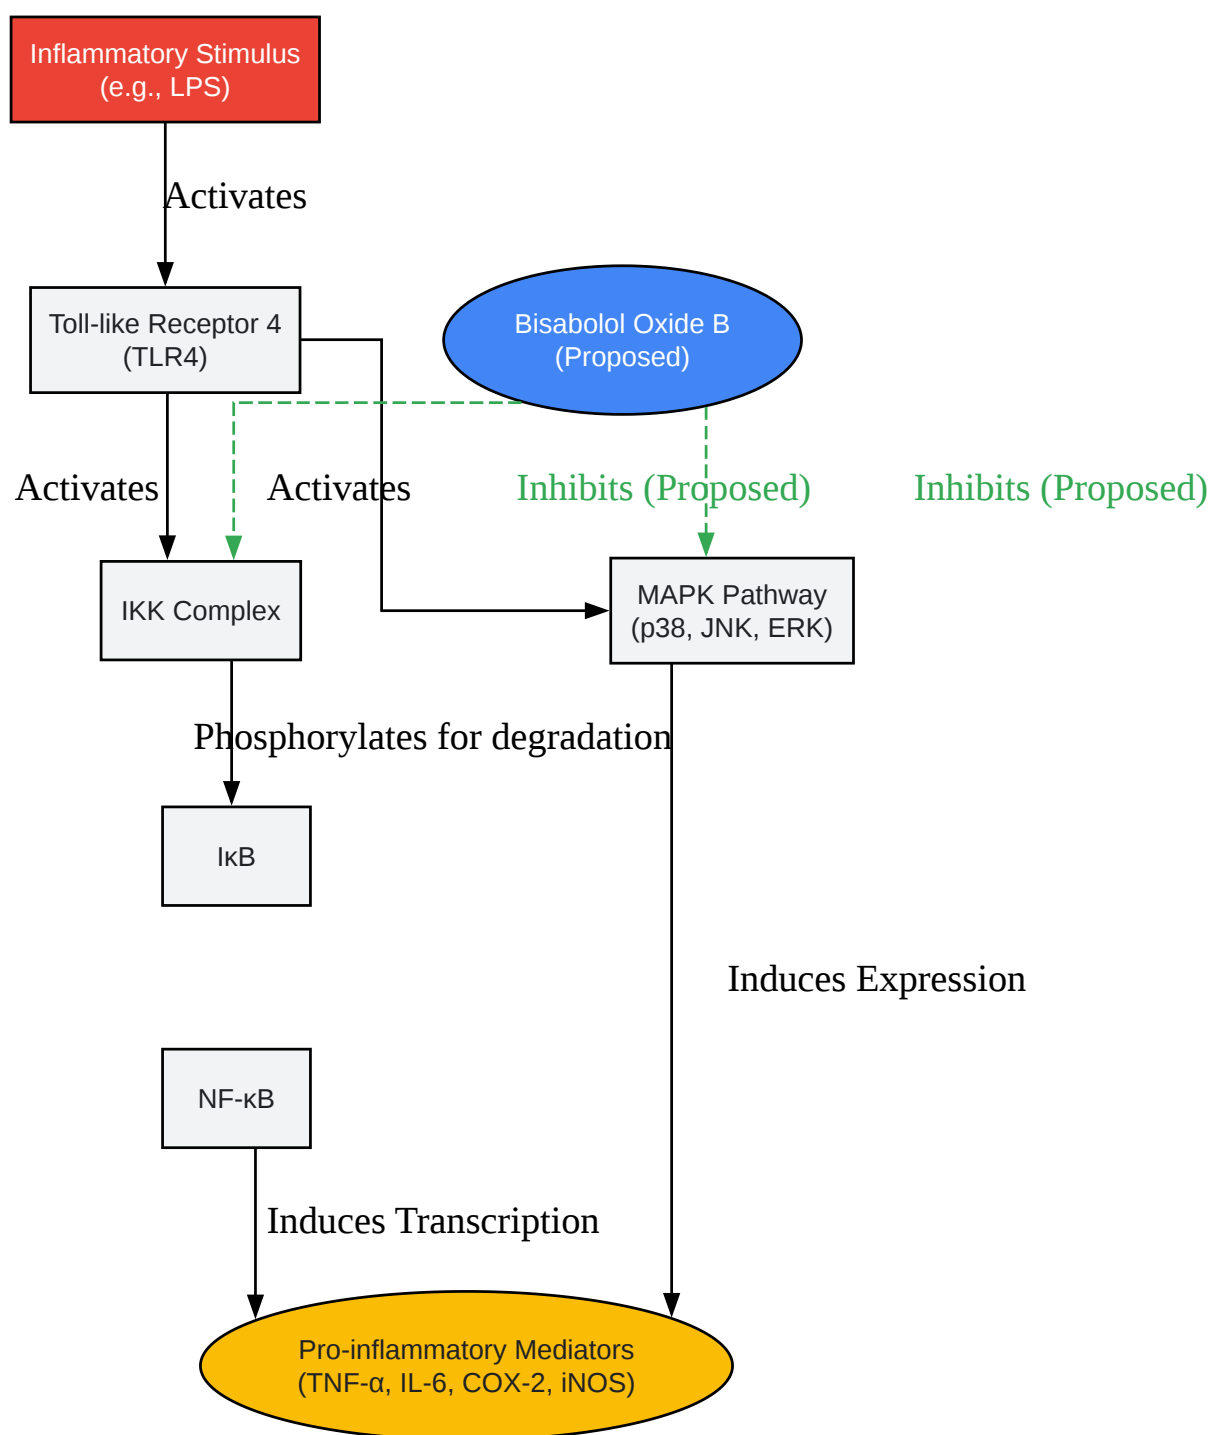 Inflammatory Stimulus
(e.g., LPS)
Activates
Toll-like Receptor 4
(TLR4)
Bisabolol Oxide B
(Proposed)
Activates
Activates
Inhibits (Proposed)
Inhibits (Proposed)
IKK Complex
MAPK Pathway
(p38, JNK, ERK)
Phosphorylates for degradation
IκB
Induces Expression
NF-κB
Induces Transcription
Pro-inflammatory Mediators
(TNF-α, IL-6, COX-2, iNOS)